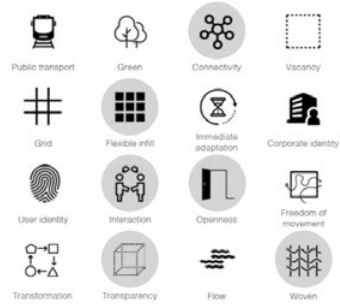 Public transport
Green
Connectivity
Vacancy
Grid
Flexible infill
Immediate
adaptation
Corporate identity
User identity
Interaction
Openness
Freedom of
movement
Transformation
Transparency
Flow
Woven